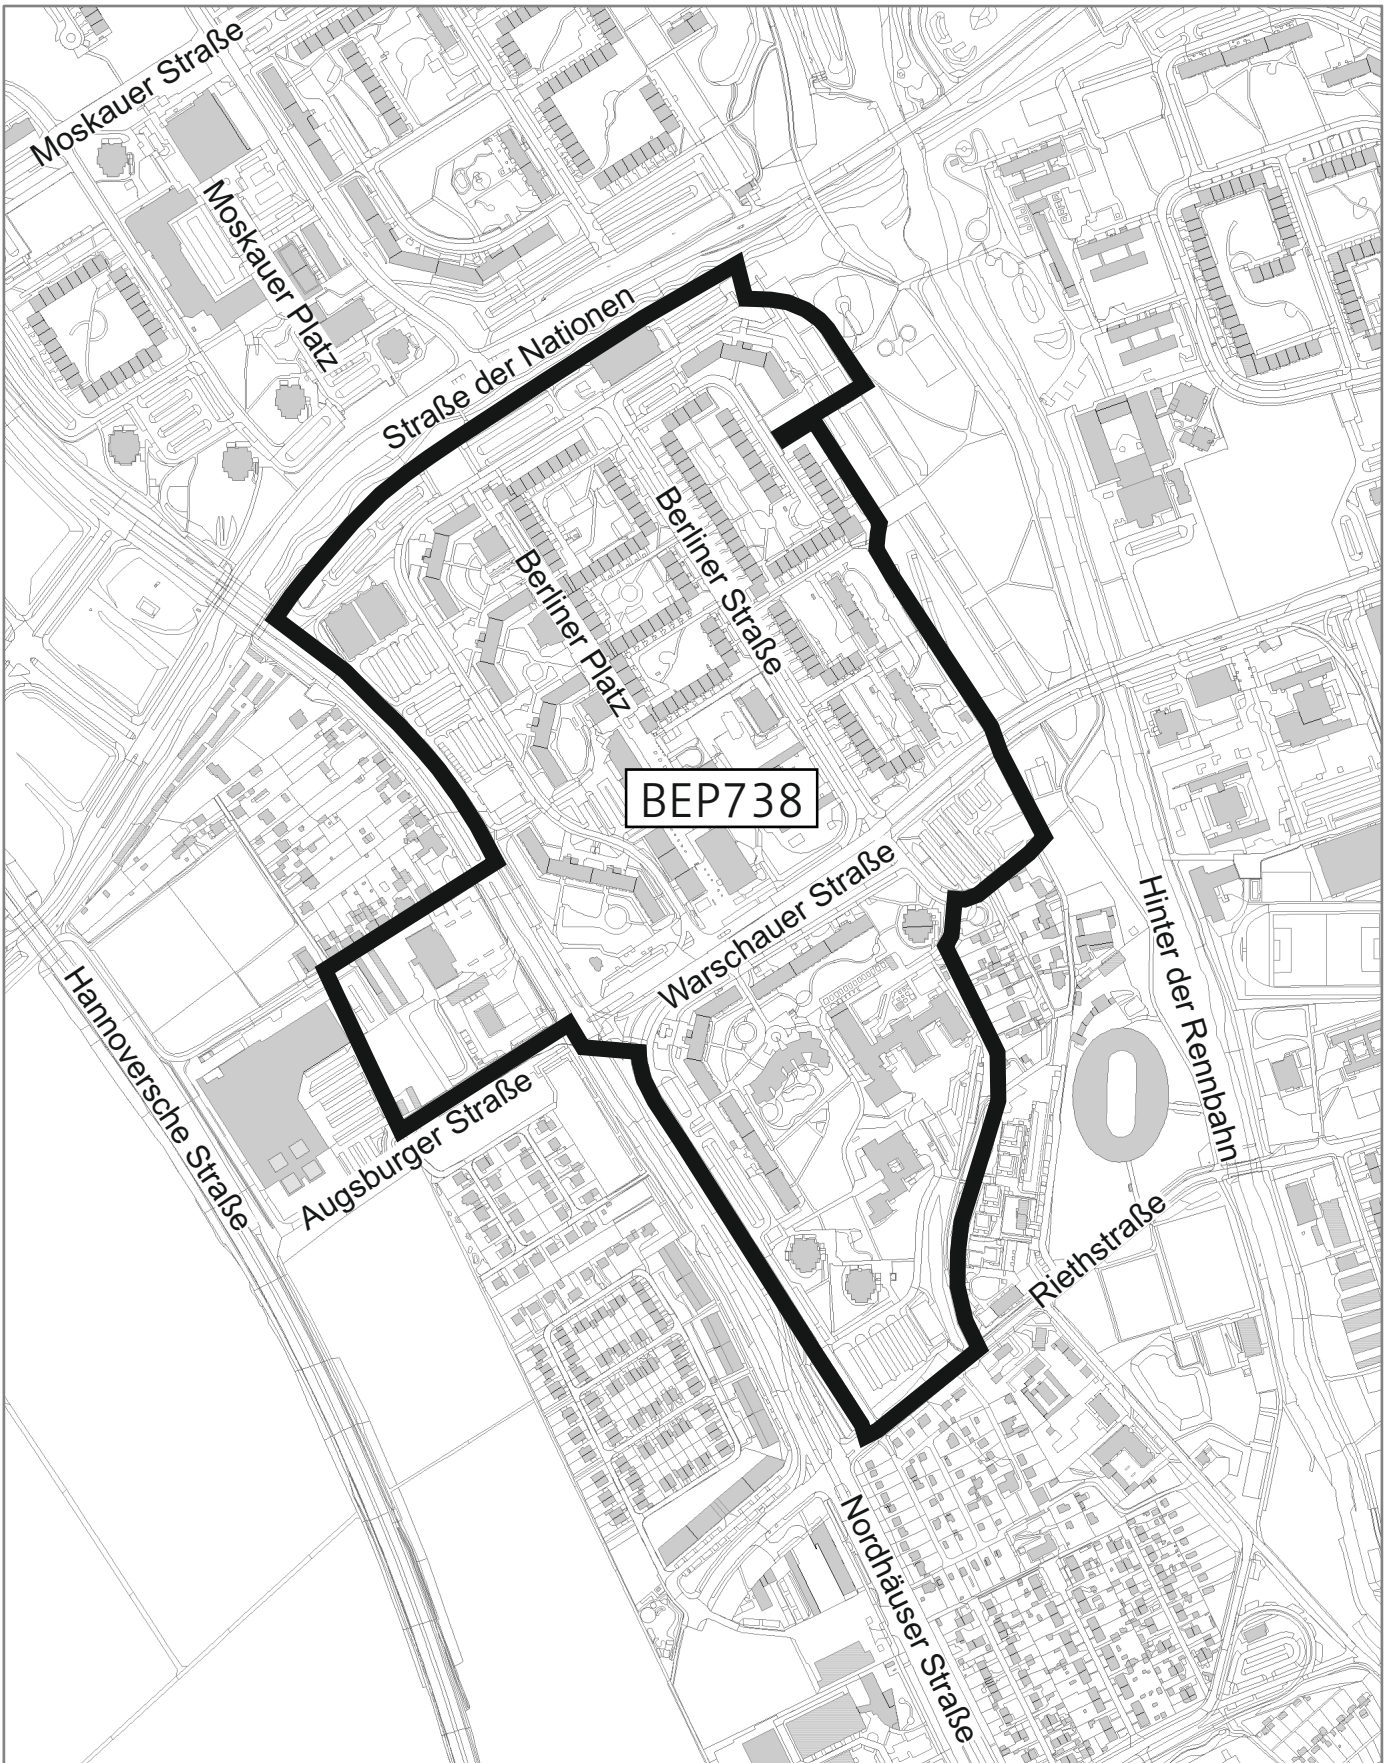 Moskauer Straße
Moskauer Platz
Straße der Nationen
Berliner Straße
Berliner Platz
BEP738
Warschauer Straße
Hinter der Rennbahn
Hannoversche Straße
Augsburger Straße
Riethstraße
Nordhäuser Straße